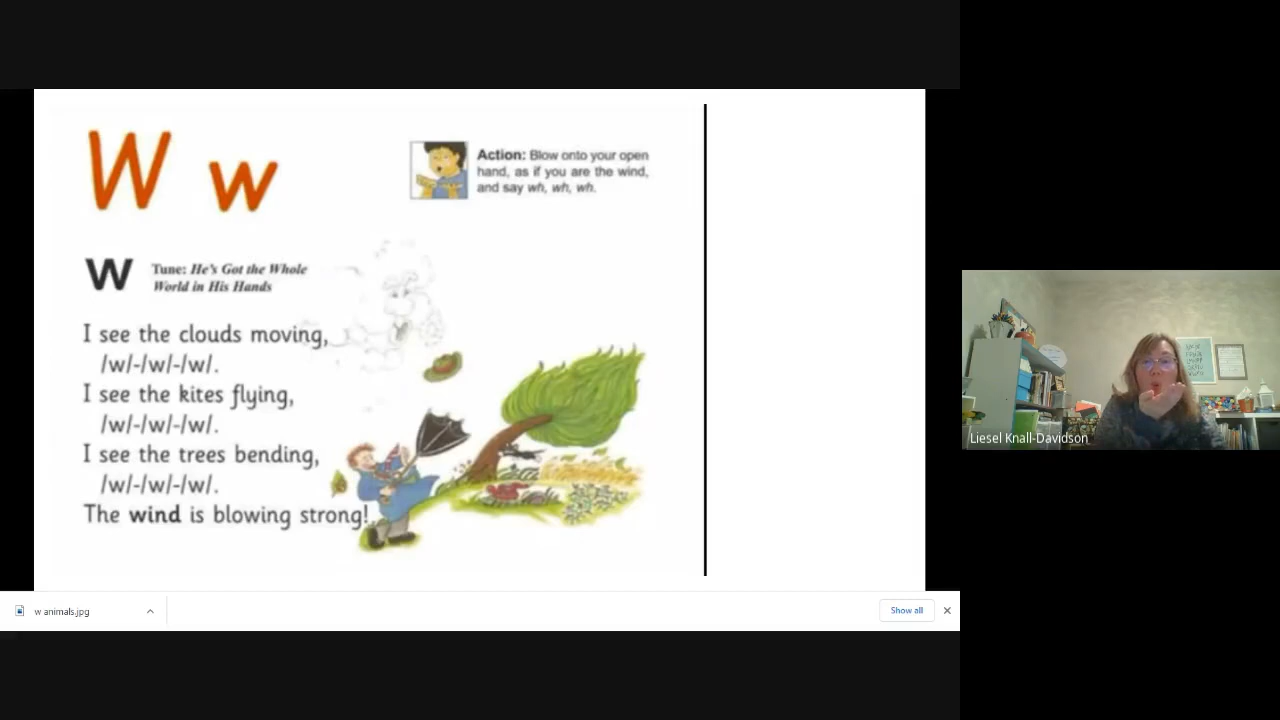 W w
Action: Blow onto your open
hand, as if you are the wind,
and say wh, wh, wh.
w
Tune: He's Got the Whole
World in His Hands
I see the clouds moving,
/w/-/w/-/w/.
I see the kites flying,
/w/-/w/-/w/.
I see the trees bending,
/w/-/w/-/w/.
The wind is blowing strong!
w animals.jpg
Show all
Liesel Knall-Davidson